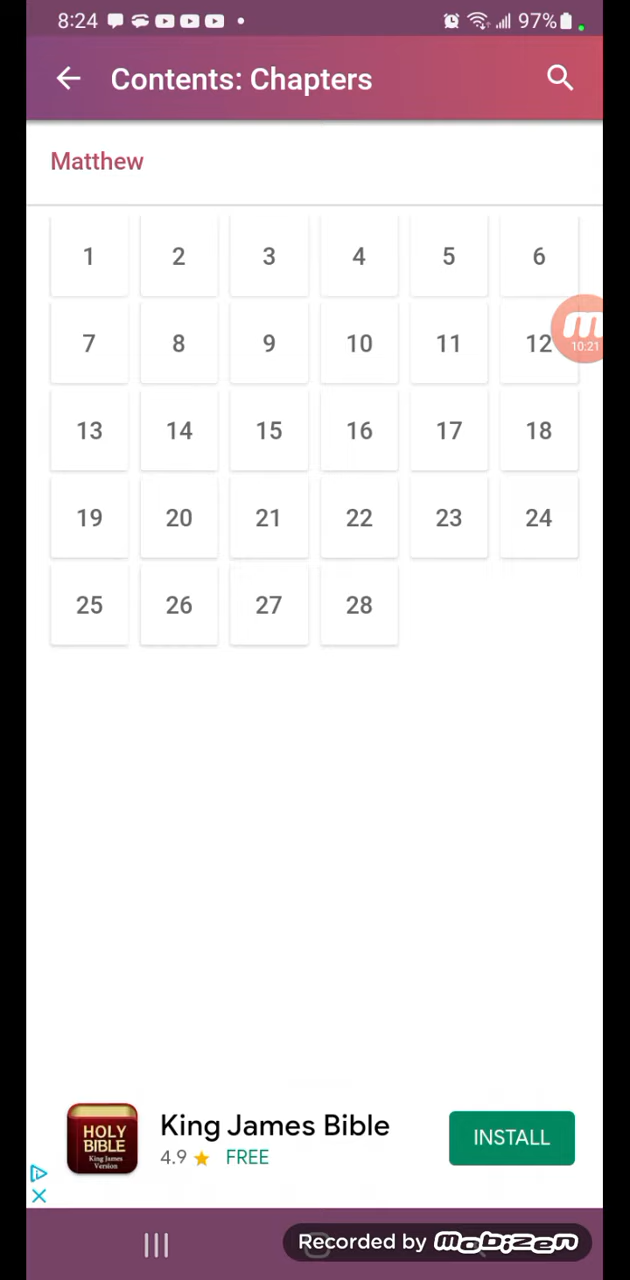 8:24 97%
Contents: Chapters
Matthew
1 2 3 4 5 6
7 8 9 10 11 12
m
10:21
13 14 15 16 17 18
19 20 21 22 23 24
25 26 27 28
HOLY
BIBLE
King James
Version
King James Bible
4.9 FREE
INSTALL
Recorded by mobizen